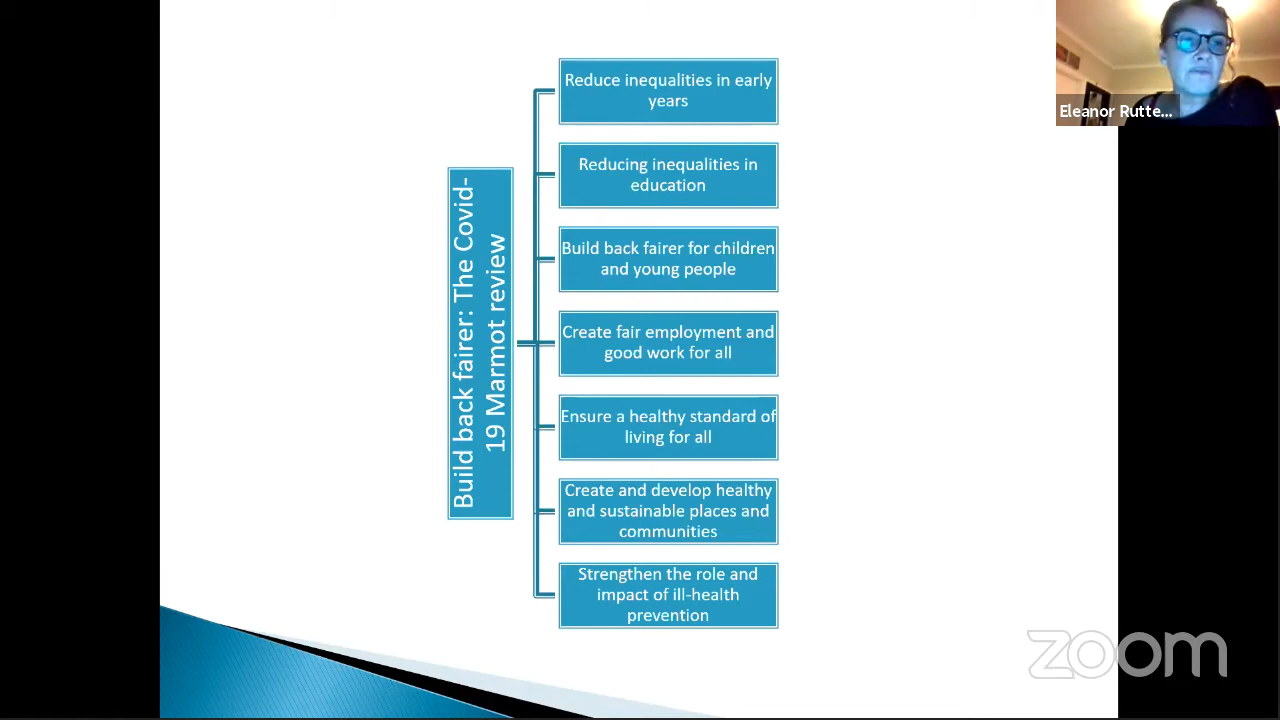 Build back fairer: The Covid-
19 Marmot review
Reduce inequalities in early
years
Reducing inequalities in
education
Build back fairer for children
and young people
Create fair employment and
good work for all
Ensure a healthy standard of
living for all
Create and develop healthy
and sustainable places and
communities
Strengthen the role and
impact of ill-health
prevention
Eleanor Rutte...
zoom